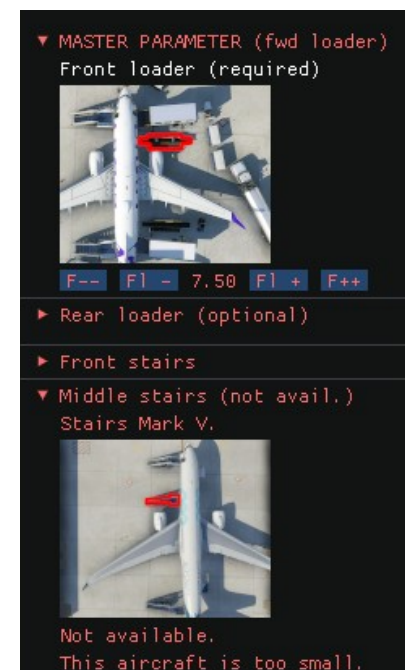 ▼ MASTER PARAMETER (fwd loader)
Front loader (required)
F-- Fl - 7.50 Fl + F++
► Rear loader (optional)
► Front stairs
▼ Middle stairs (not avail.)
Stairs Mark V.
Not available.
This aircraft is too small.